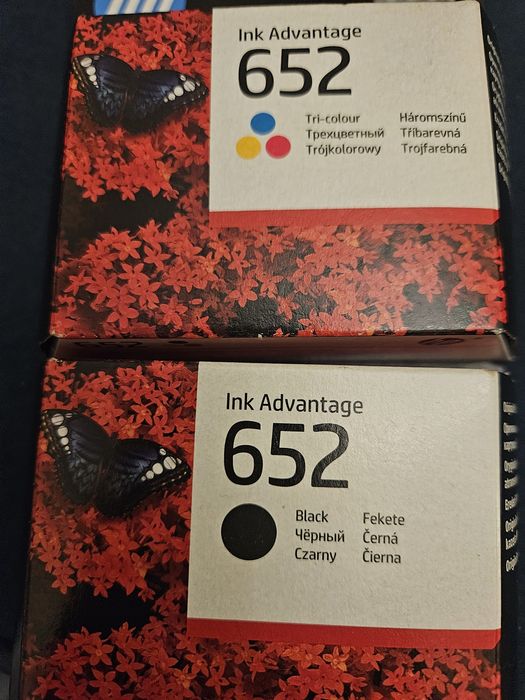 Ink Advantage
652
Tri-colour Háromszínű
Трехцветный Tříbarevná
Trójkolorowy Trojfarebná
Ink Advantage
652
Black Fekete
Чёрный Černá
Czarny Čierna